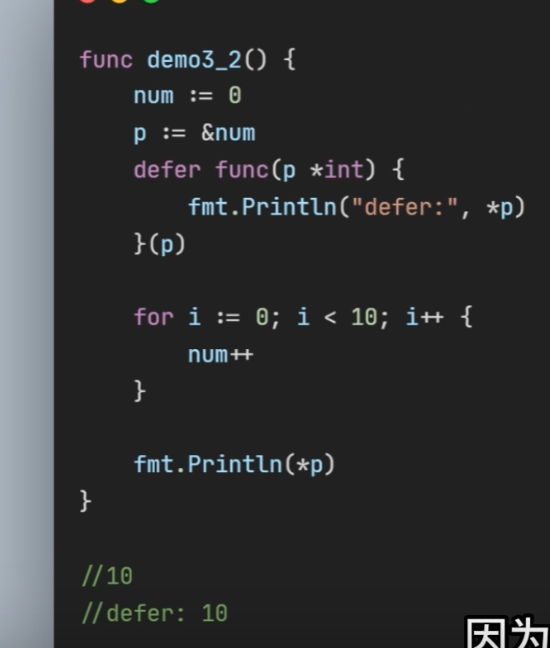 func demo3_2() {
num := 0
p := &num
defer func(p *int) {
fmt.Println("defer:", *p)
}(p)
for i := 0; i < 10; i++ {
num++
}
fmt.Println(*p)
}
//10
//defer: 10
因为